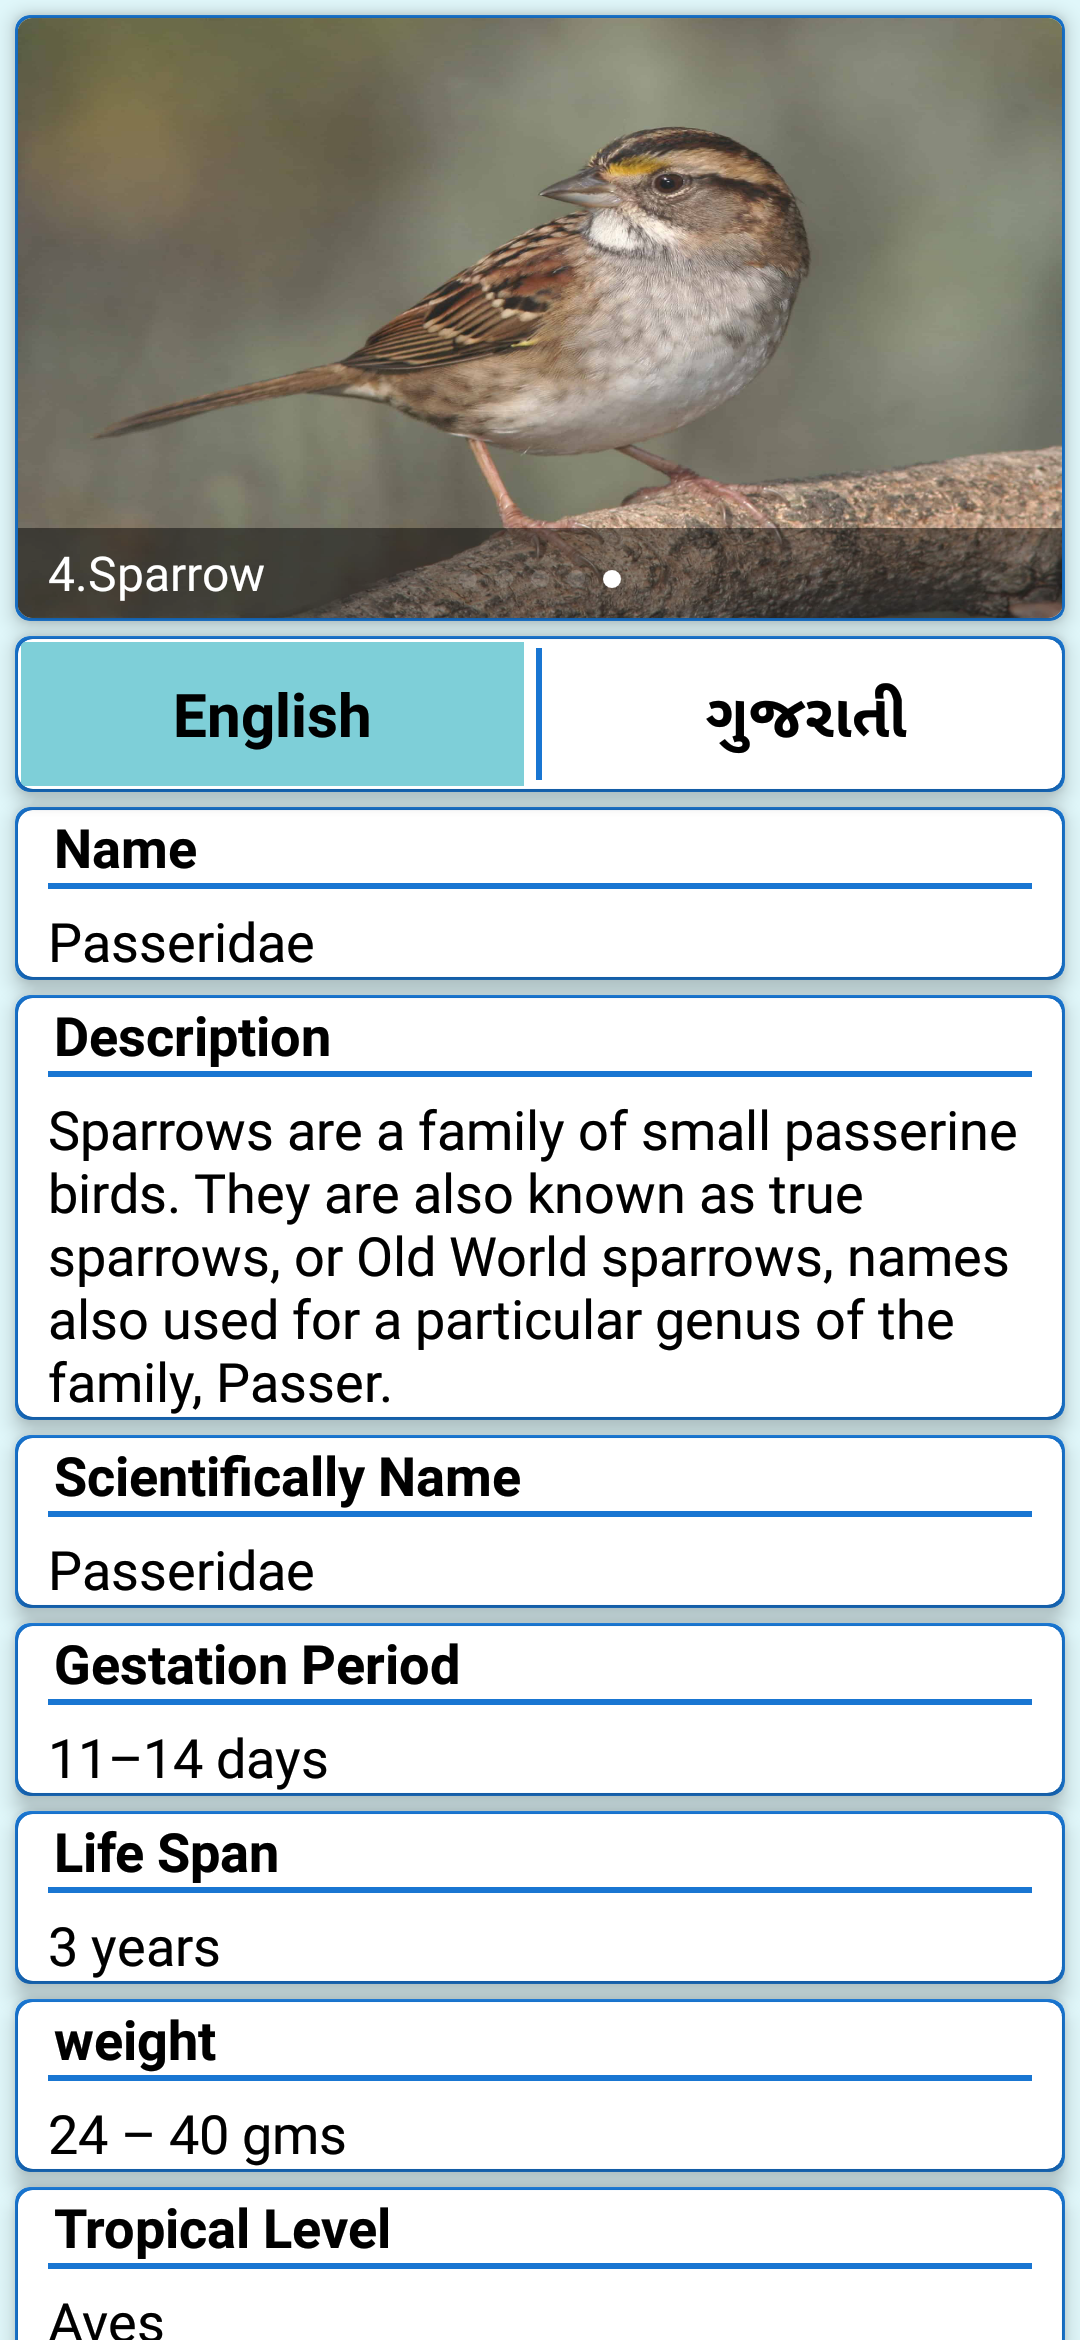 4.Sparrow
English
ગુજરાતી
Name
Passeridae
Description
Sparrows are a family of small passerine
birds. They are also known as true
sparrows, or Old World sparrows, names
also used for a particular genus of the
family, Passer.
Scientifically Name
Passeridae
Gestation Period
11–14 days
Life Span
3 years
weight
24 – 40 gms
Tropical Level
Aves